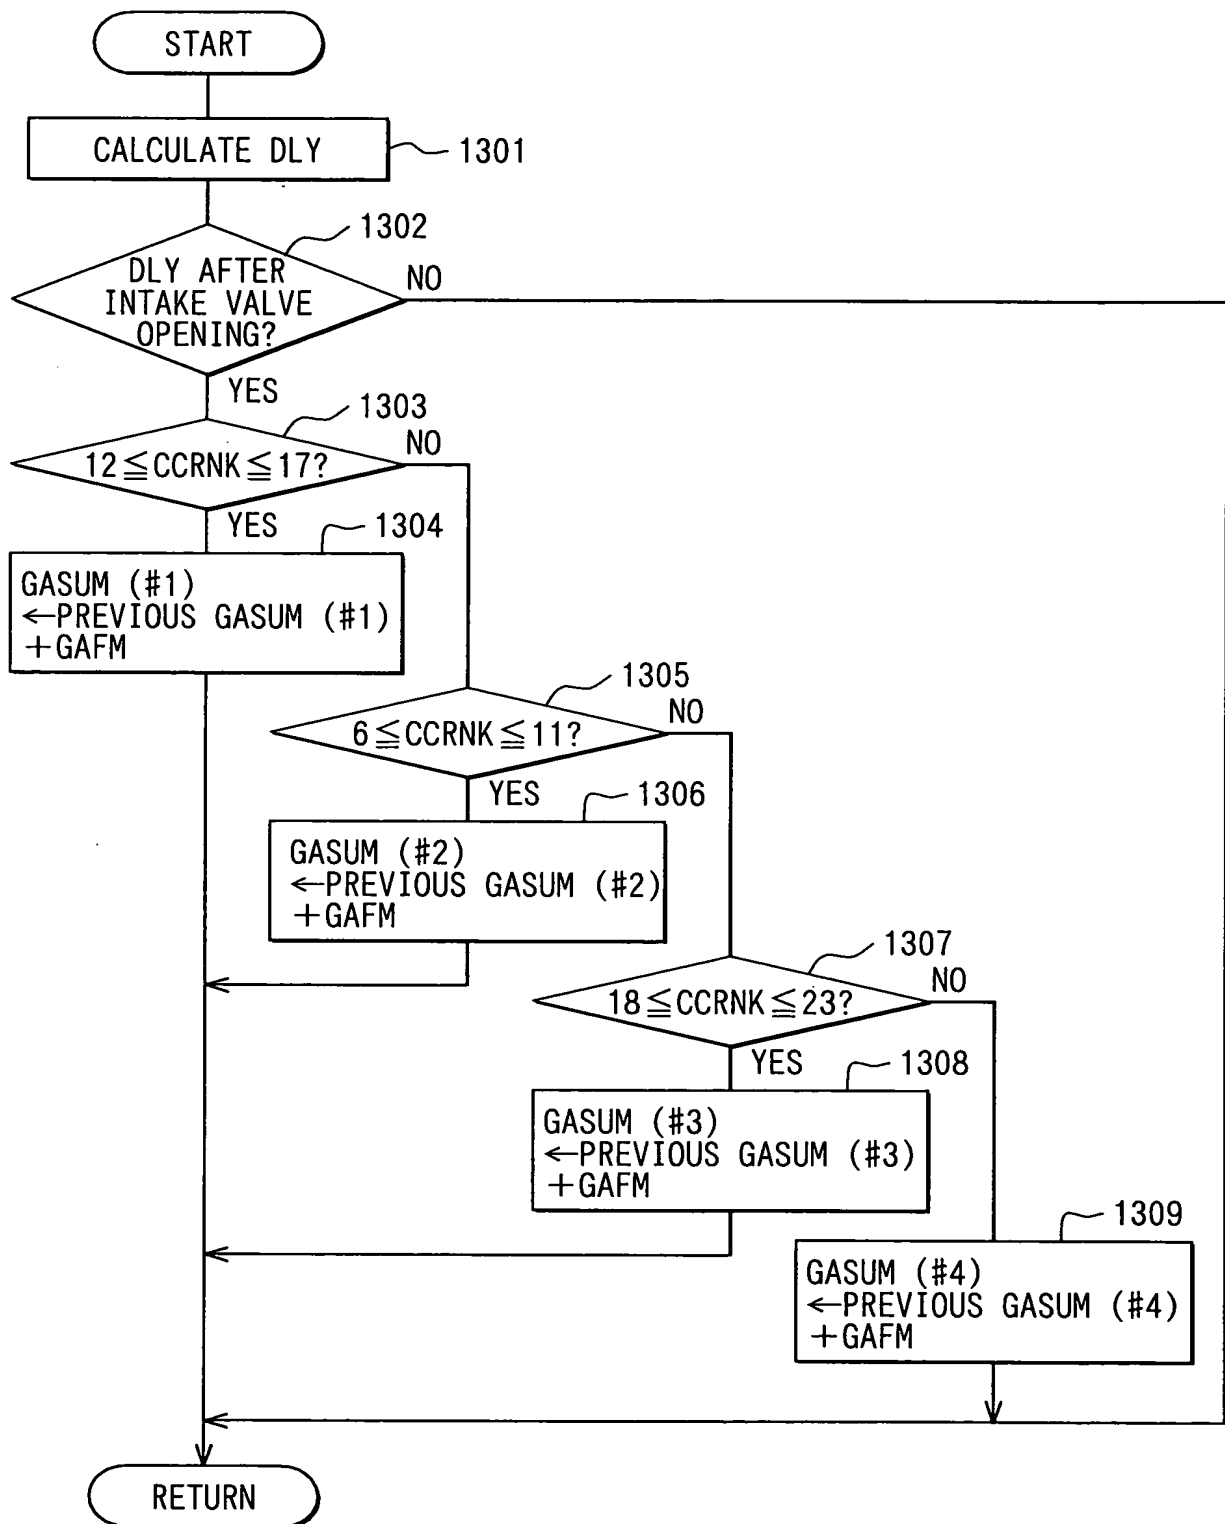 START
CALCULATE DLY
1301
1302
DLY AFTER
INTAKE VALVE
OPENING?
NO
YES
1303
12≦CCRNK≦17?
NO
YES
1304
GASUM (#1)
←PREVIOUS GASUM (#1)
+GAFM
1305
6≦CCRNK≦11?
NO
YES
1306
GASUM (#2)
←PREVIOUS GASUM (#2)
+GAFM
1307
18≦CCRNK≦23?
NO
YES
1308
GASUM (#3)
←PREVIOUS GASUM (#3)
+GAFM
1309
GASUM (#4)
←PREVIOUS GASUM (#4)
+GAFM
RETURN